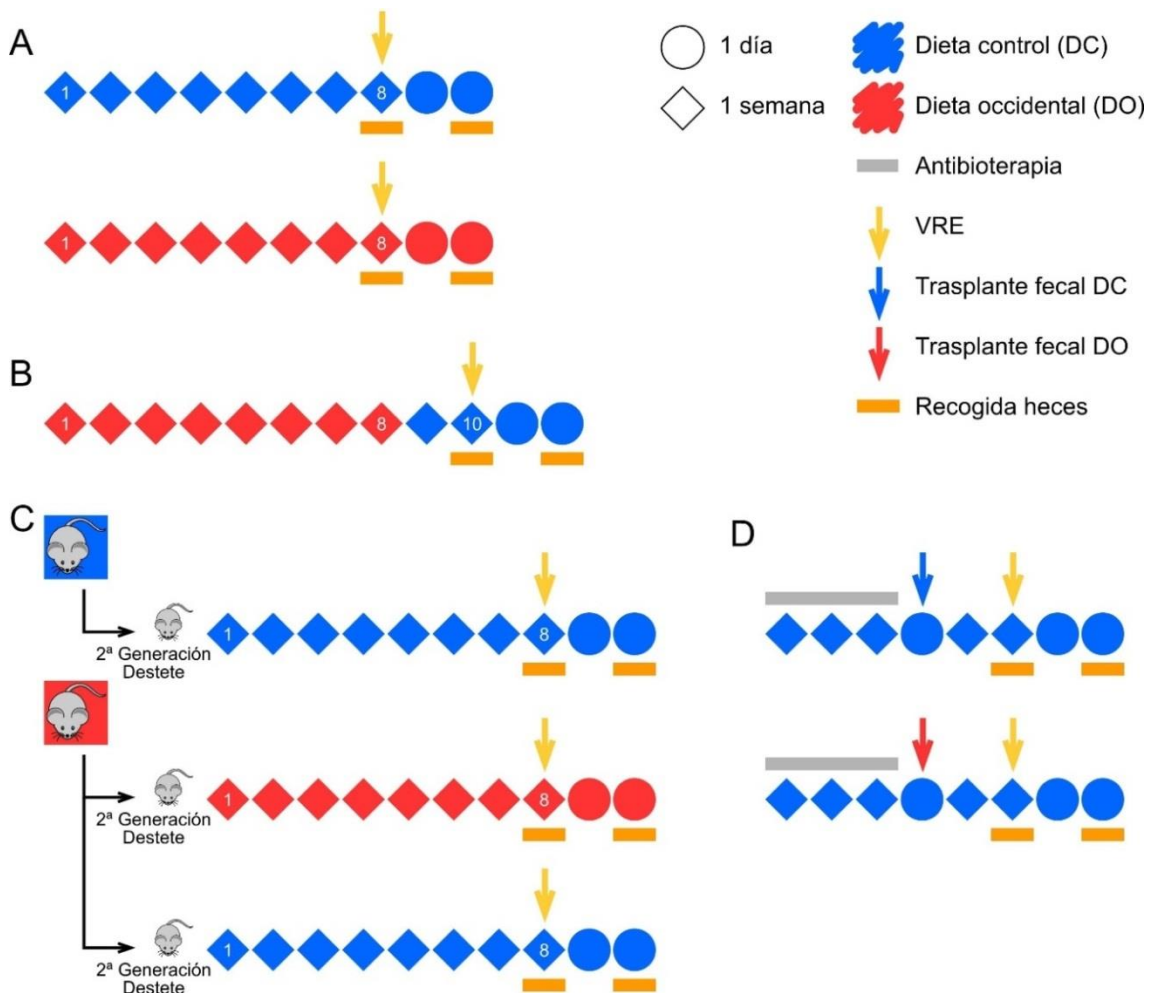 A
1
8
1
8
1 día
1 semana
Dieta control (DC)
Dieta occidental (DO)
Antibioterapia
VRE
Trasplante fecal DC
Trasplante fecal DO
Recogida heces
B
1
8
10
C
2ª Generación
Destete
1
8
2ª Generación
Destete
1
8
2ª Generación
Destete
1
8
D